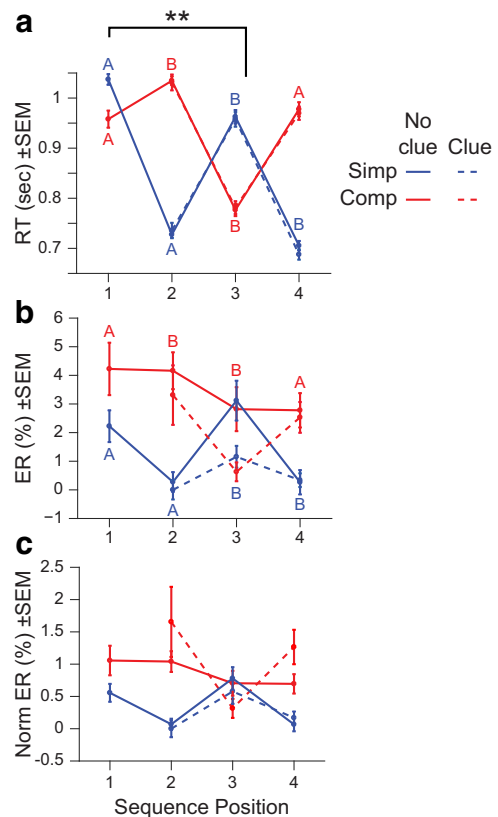 a
**
A
B
B
A
A
A
B
B
1
0.9
0.8
0.7
RT (sec) ±SEM
1 2 3 4
No clue Clue
Simp
Comp
b
6
5
4
3
2
1
0
−1
ER (%) ±SEM
A
B
B
A
A
A
B
B
1 2 3 4
c
2.5
2
1.5
1
0.5
0
-0.5
Norm ER (%) ±SEM
1 2 3 4
Sequence Position